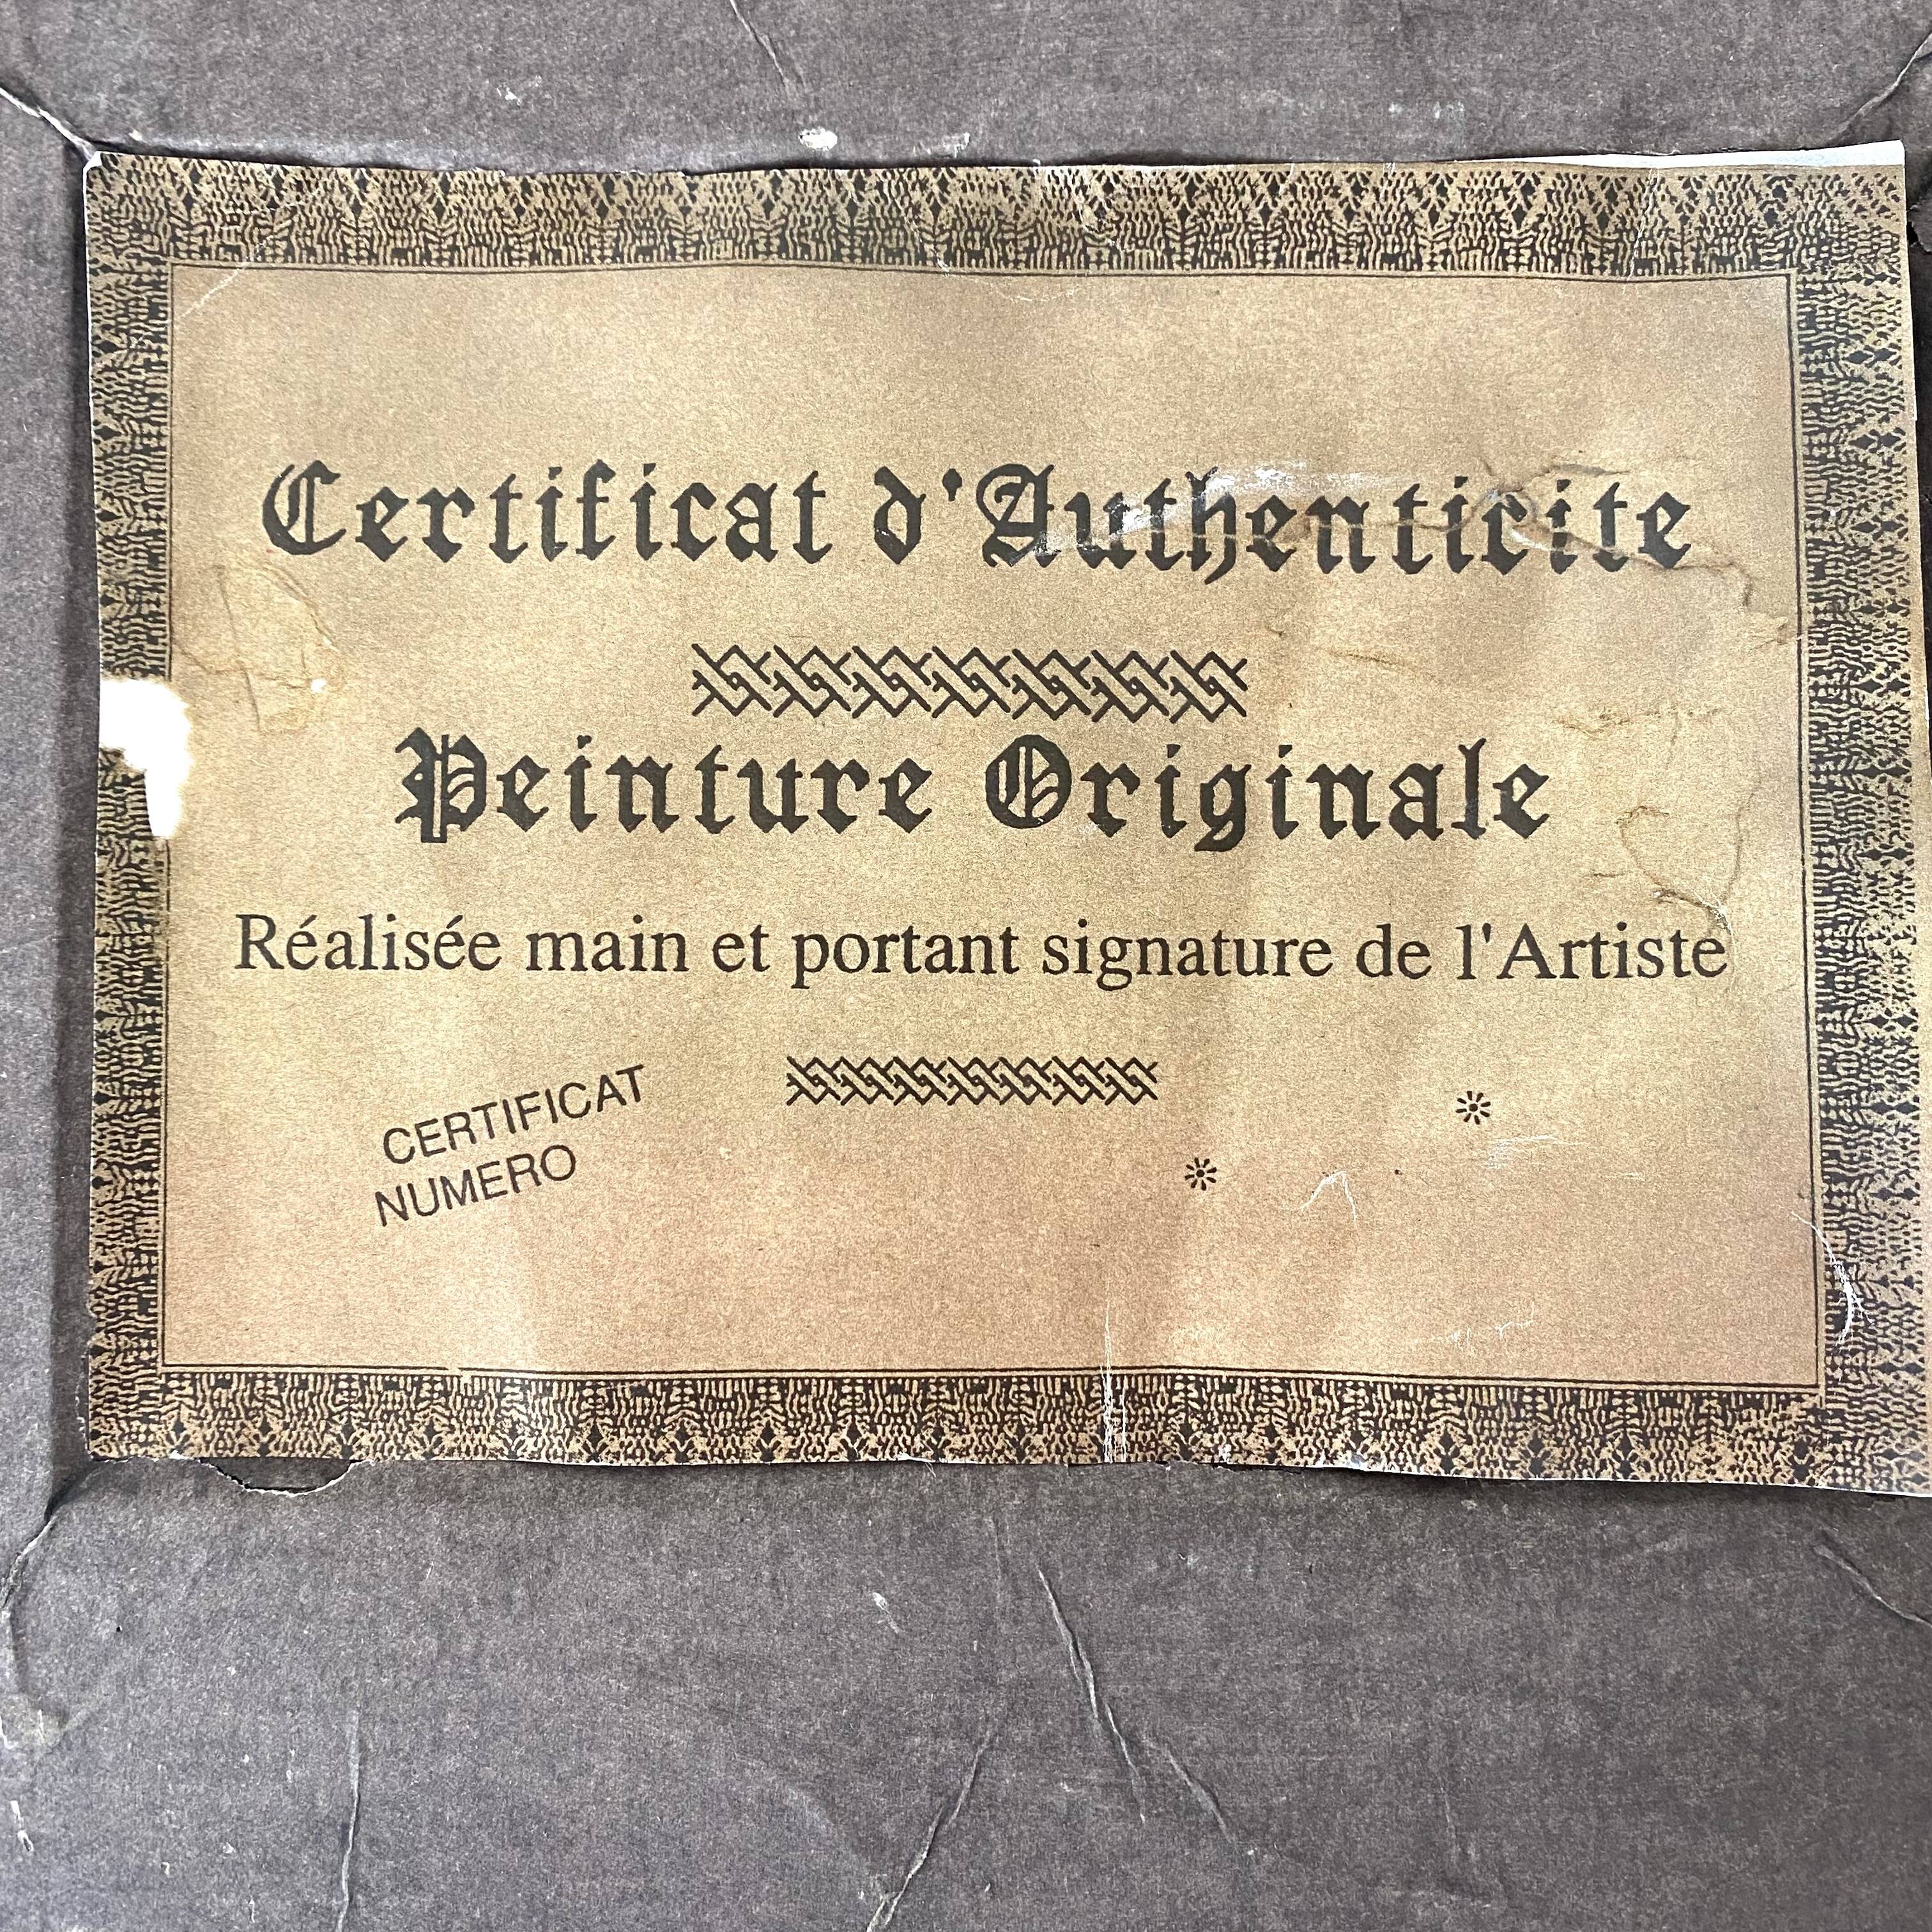 Certificat d'Authenticite
Peinture Originale
Réalisée main et portant signature de l'Artiste
CERTIFICAT
NUMERO